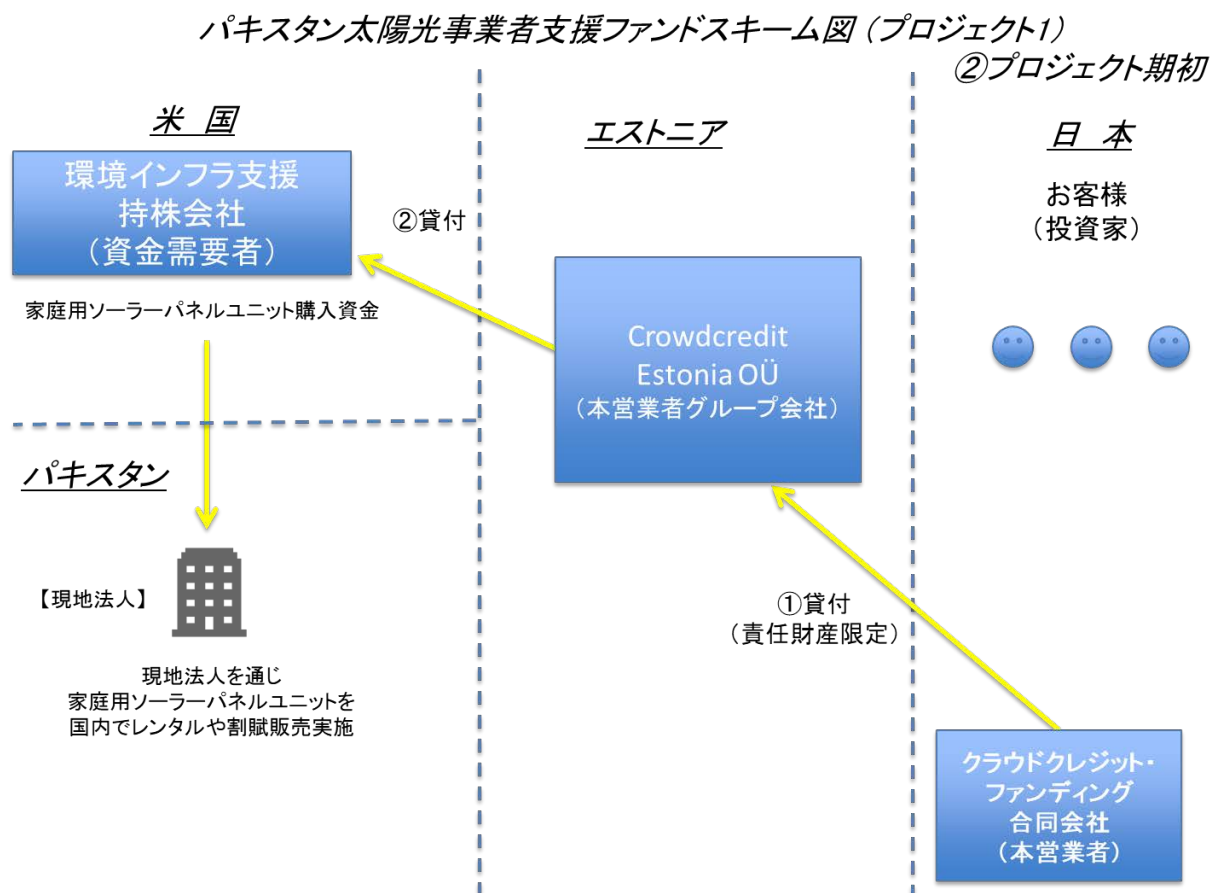 パキスタン太陽光事業者支援ファンドスキーム図(プロジェクト1)
②プロジェクト期初
米 国
環境インフラ支援
持株会社
(資金需要者)
家庭用ソーラーパネルユニット購入資金
②貸付
エストニア
Crowdcredit
Estonia OÜ
(本営業者グループ会社)
日 本
お客様
(投資家)
パキスタン
【現地法人】
現地法人を通じ
家庭用ソーラーパネルユニットを
国内でレンタルや割賦販売実施
①貸付
(責任財産限定)
クラウドクレジット・
ファンディング
合同会社
(本営業者)